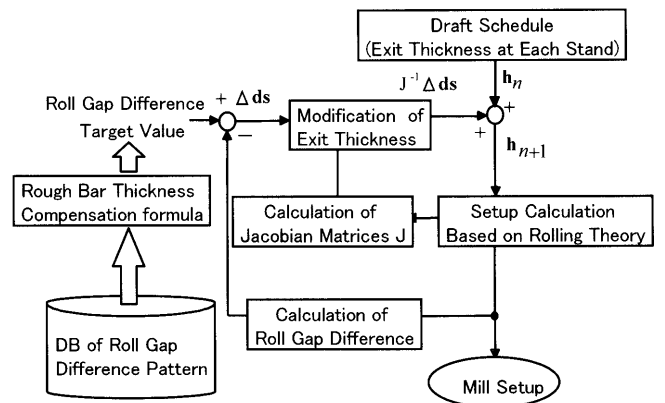 Draft Schedule
(Exit Thickness at Each Stand)
Roll Gap Difference
Target Value
+ Δds
−
Modification of
Exit Thickness
J⁻¹ Δds
hₙ
+
+
hₙ₊₁
Rough Bar Thickness
Compensation formula
Calculation of
Jacobian Matrices J
Setup Calculation
Based on Rolling Theory
DB of Roll Gap
Difference Pattern
Calculation of
Roll Gap Difference
Mill Setup